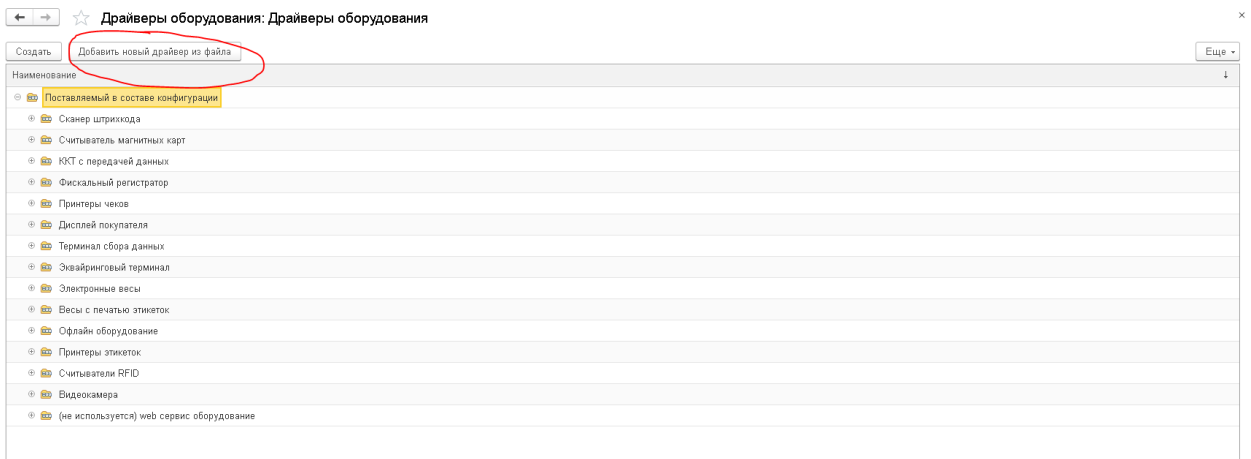 Драйверы оборудования: Драйверы оборудования
Создать Добавить новый драйвер из файла Еще
Наименование
Поставляемый в составе конфигурации
Сканер штрихкода
Считыватель магнитных карт
ККТ с передачей данных
Фискальный регистратор
Принтеры чеков
Дисплей покупателя
Терминал сбора данных
Эквайринговый терминал
Электронные весы
Весы с печатью этикеток
Офлайн оборудование
Принтеры этикеток
Считыватели RFID
Видеокамера
(не используется) web сервис оборудование